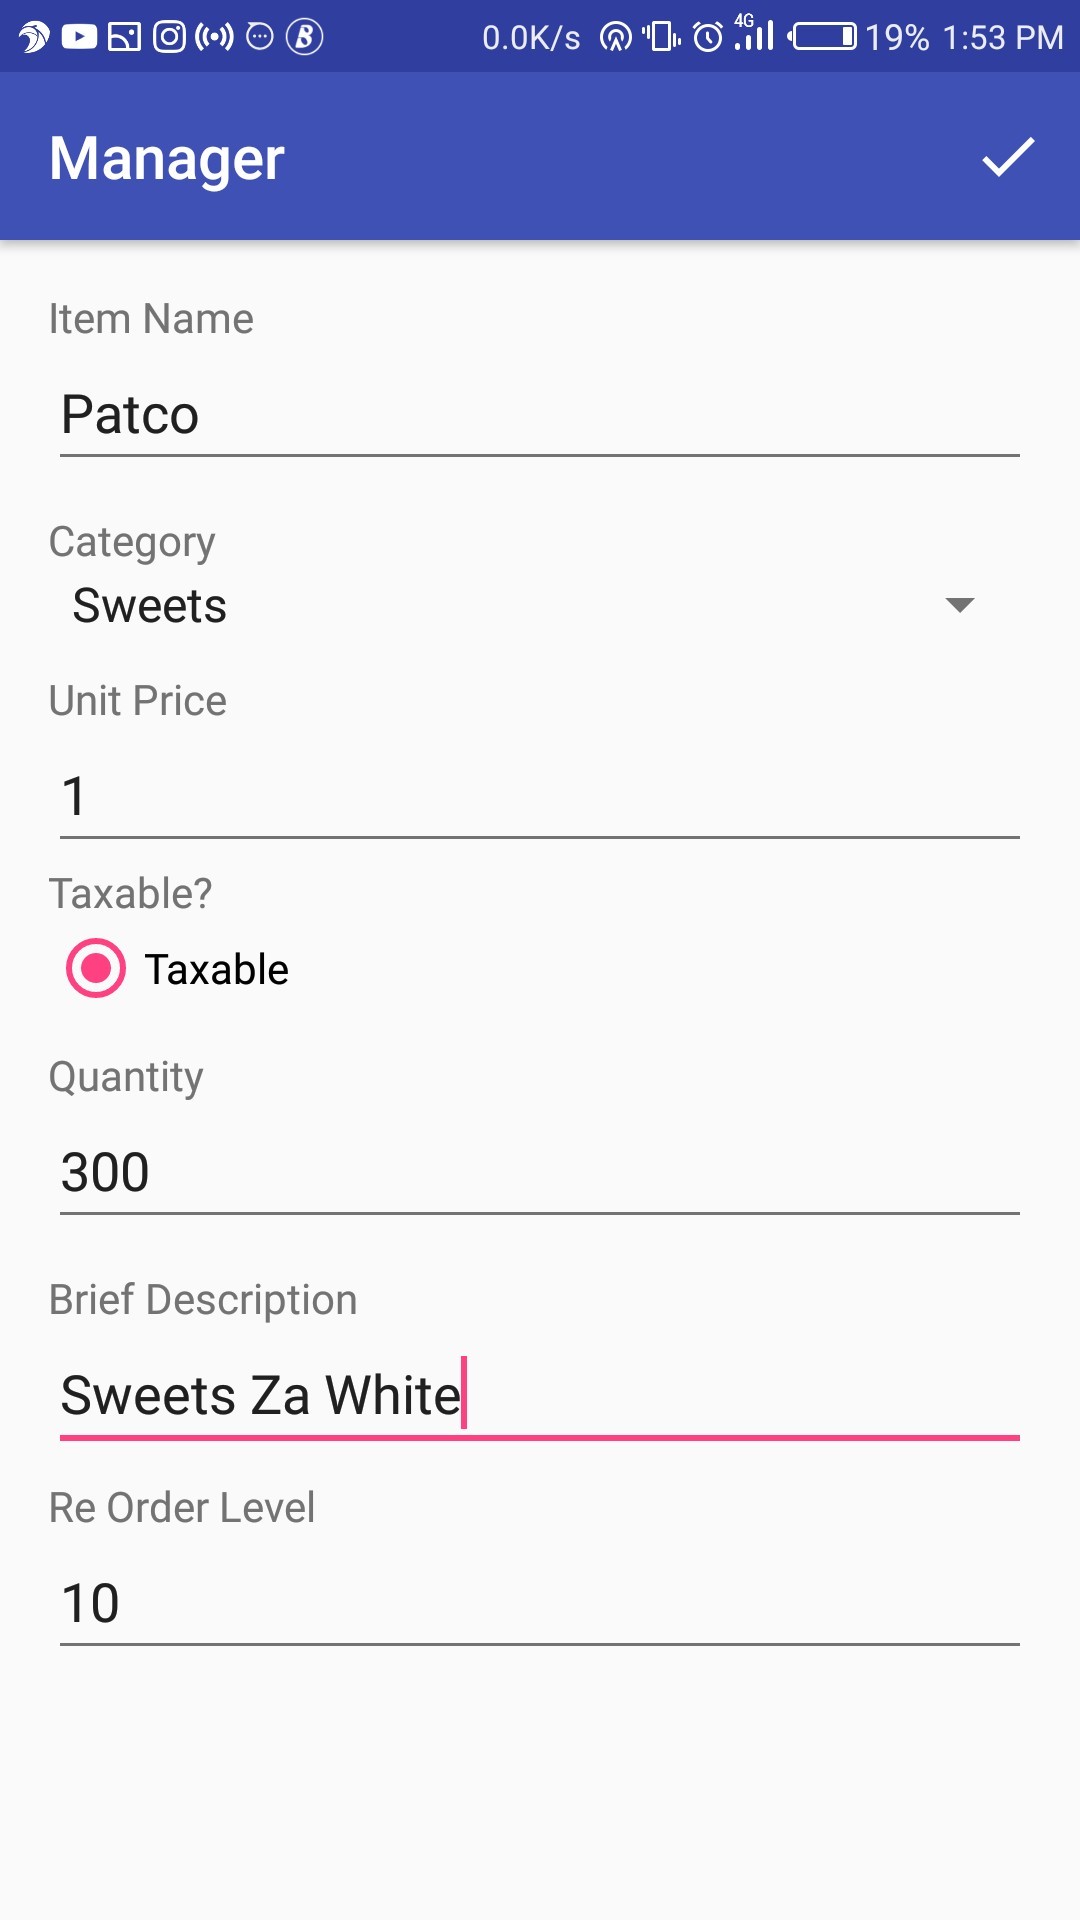 0.0K/s 4G 19% 1:53 PM
Manager
Item Name
Patco
Category
Sweets
Unit Price
1
Taxable?
Taxable
Quantity
300
Brief Description
Sweets Za White
Re Order Level
10